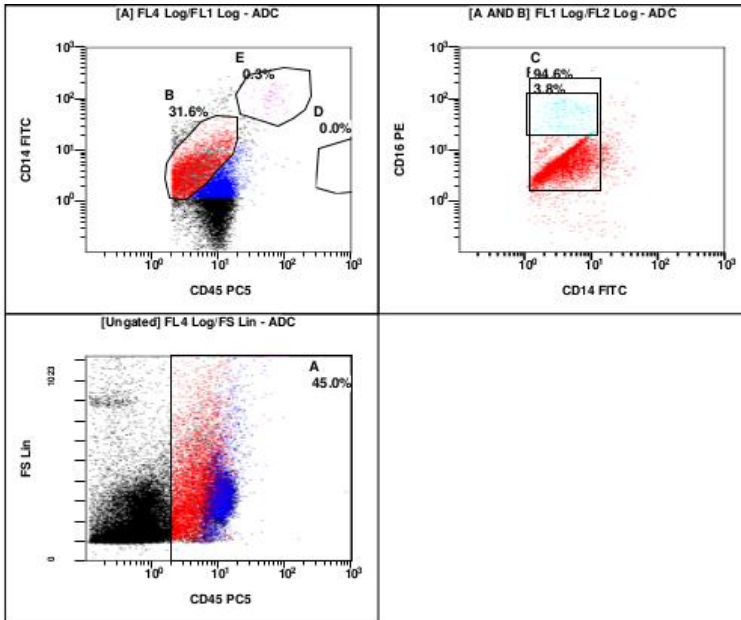 [A] FL4 Log/FL1 Log - ADC
CD14 FITC
10³
10²
10¹
10⁰
E
0.3%
B
31.6%
D
0.0%
10⁰ 10¹ 10² 10³
CD45 PC5
[A AND B] FL1 Log/FL2 Log - ADC
CD16 PE
10³
10²
10¹
10⁰
C
94.6%
3.8%
10⁰ 10¹ 10² 10³
CD14 FITC
[Ungated] FL4 Log/FS Lin - ADC
FS Lin
1023
0
A
45.0%
10⁰ 10¹ 10² 10³
CD45 PC5